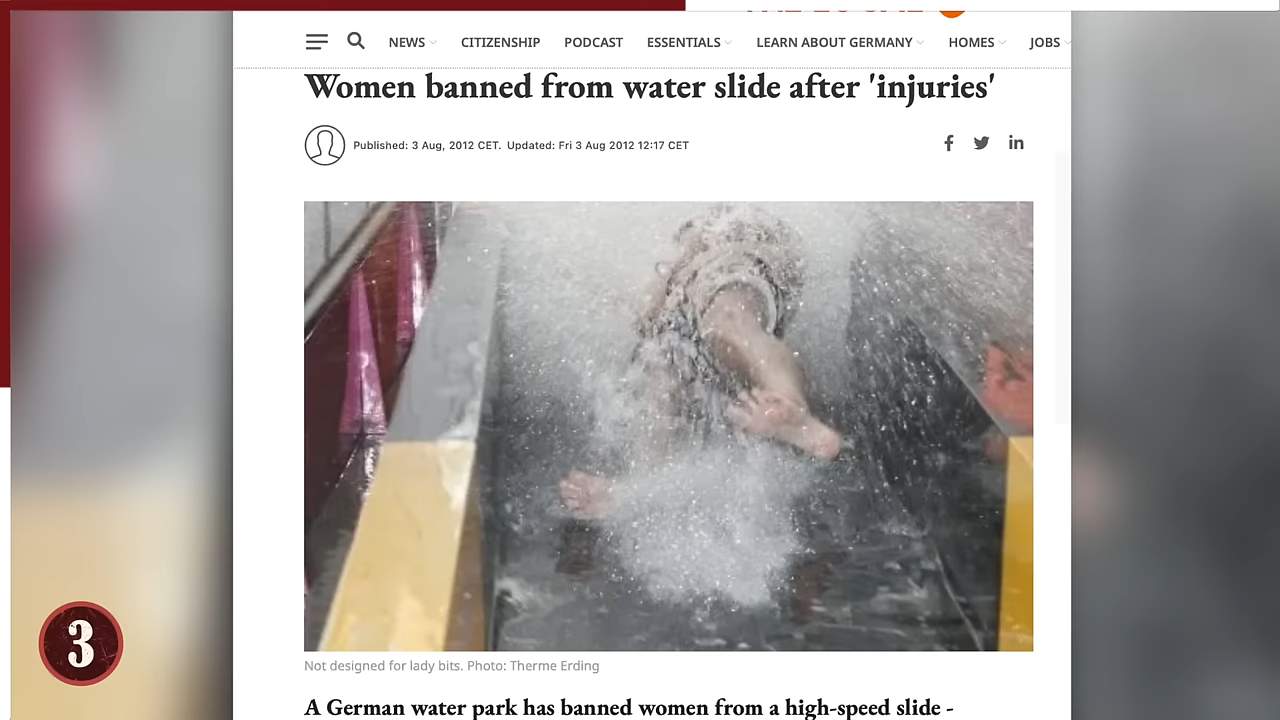 NEWS CITIZENSHIP PODCAST ESSENTIALS LEARN ABOUT GERMANY HOMES JOBS
Women banned from water slide after 'injuries'
Published: 3 Aug, 2012 CET. Updated: Fri 3 Aug 2012 12:17 CET
Not designed for lady bits. Photo: Therme Erding
A German water park has banned women from a high-speed slide -
3